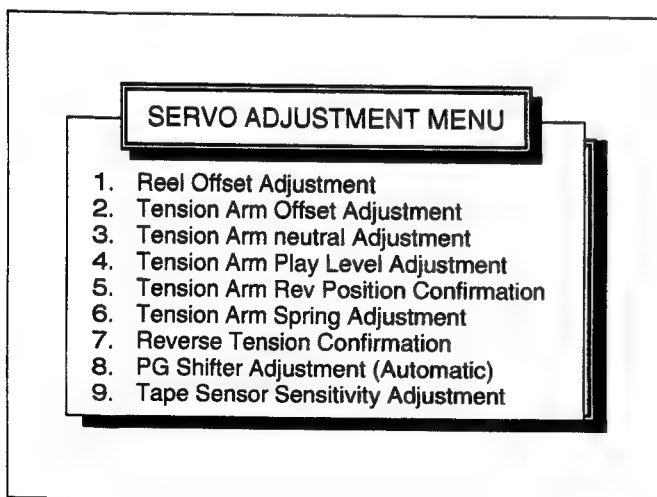 SERVO ADJUSTMENT MENU
1. Reel Offset Adjustment
2. Tension Arm Offset Adjustment
3. Tension Arm neutral Adjustment
4. Tension Arm Play Level Adjustment
5. Tension Arm Rev Position Confirmation
6. Tension Arm Spring Adjustment
7. Reverse Tension Confirmation
8. PG Shifter Adjustment (Automatic)
9. Tape Sensor Sensitivity Adjustment